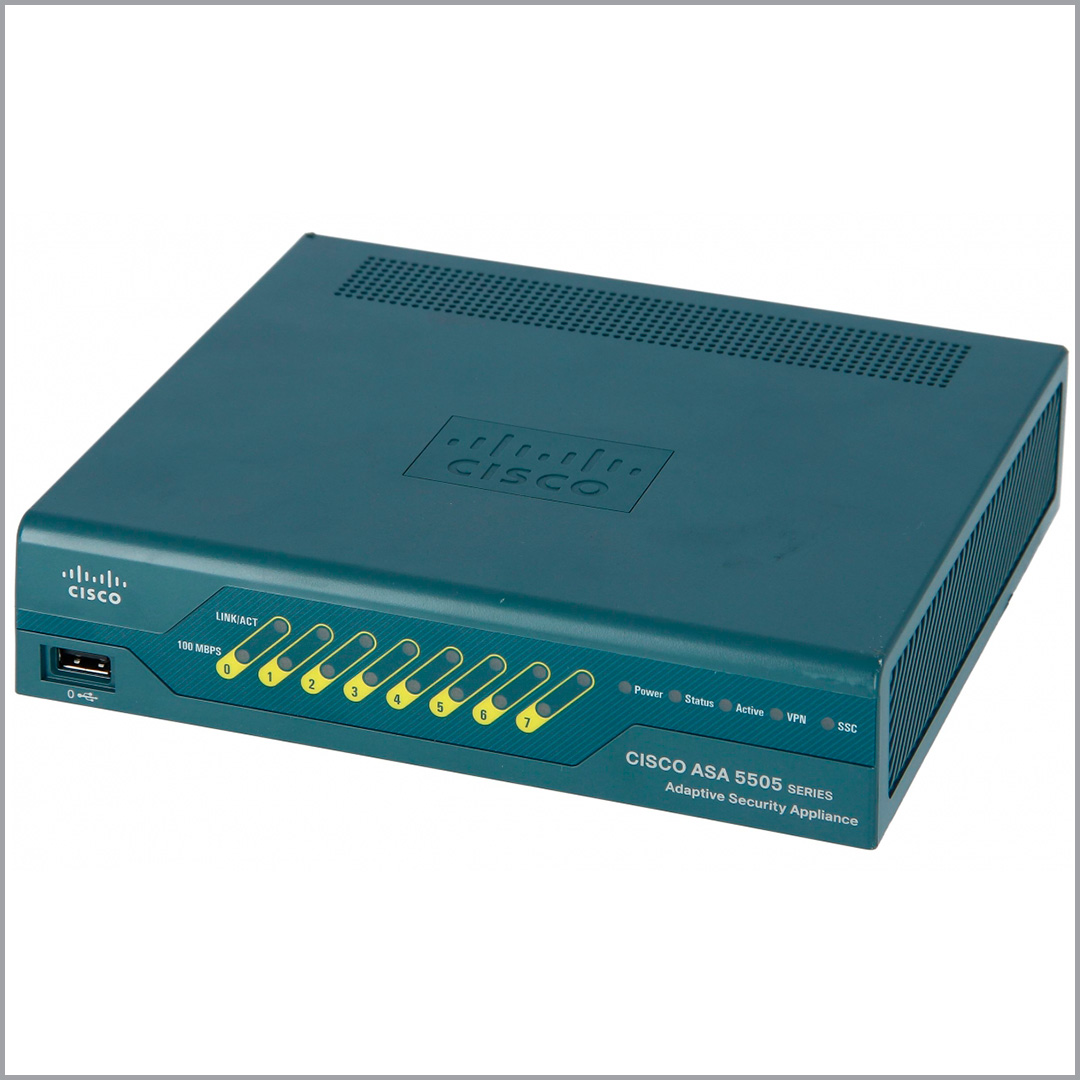 CISCO
CISCO
LINK/ACT
100 MBPS
0 1 2 3 4 5 6 7
Power Status Active VPN SSC
0
CISCO ASA 5505 SERIES
Adaptive Security Appliance